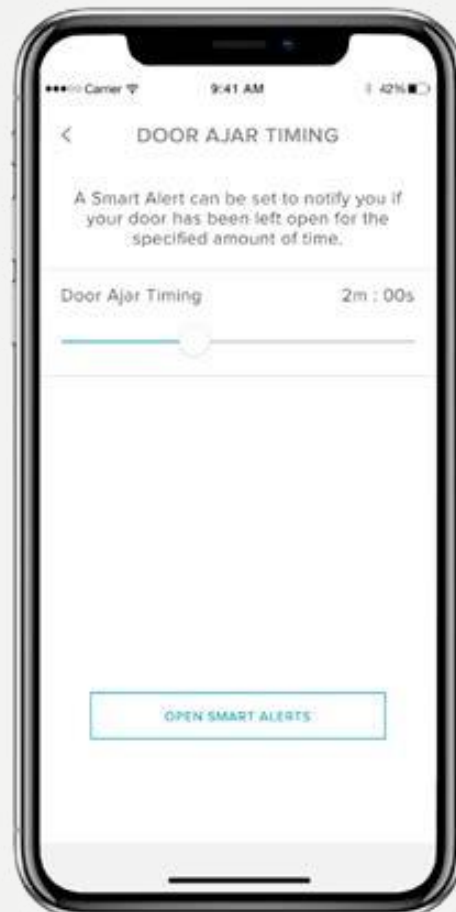 Carrier 9:41 AM 42%
< DOOR AJAR TIMING
A Smart Alert can be set to notify you if
your door has been left open for the
specified amount of time.
Door Ajar Timing 2m : 00s
OPEN SMART ALERTS